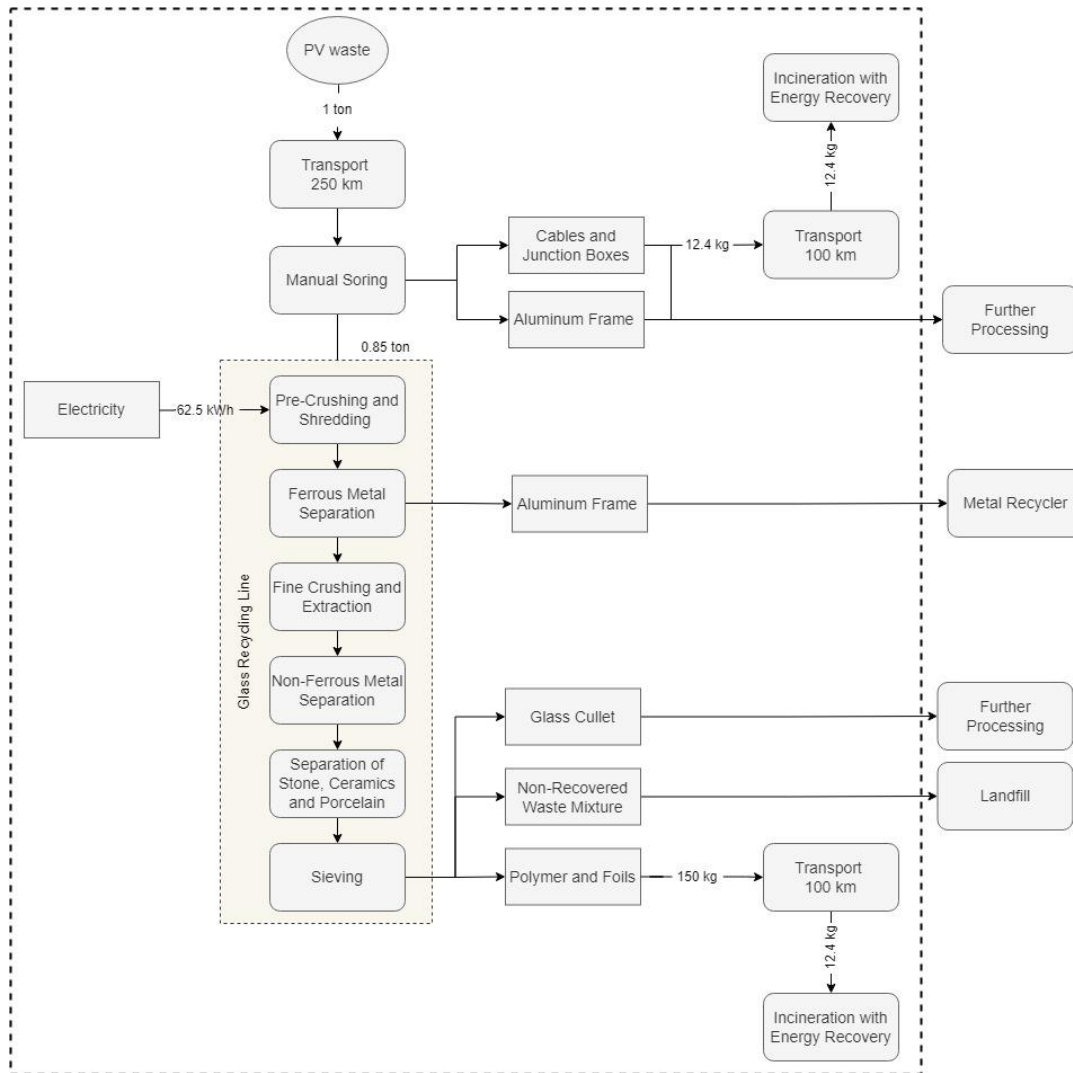 PV waste
1 ton
Transport
250 km
Manual Soring
Cables and
Junction Boxes
12.4 kg
Transport
100 km
12.4 kg
Incineration with
Energy Recovery
Aluminum Frame
Further
Processing
0.85 ton
Electricity
62.5 kWh
Glass Recyding Line
Pre-Crushing and
Shredding
Ferrous Metal
Separation
Aluminum Frame
Metal Recycler
Fine Crushing and
Extraction
Non-Ferrous Metal
Separation
Separation of
Stone, Ceramics
and Porcelain
Sieving
Glass Cullet
Further
Processing
Non-Recovered
Waste Mixture
Landfill
Polymer and Foils
150 kg
Transport
100 km
12.4 kg
Incineration with
Energy Recovery